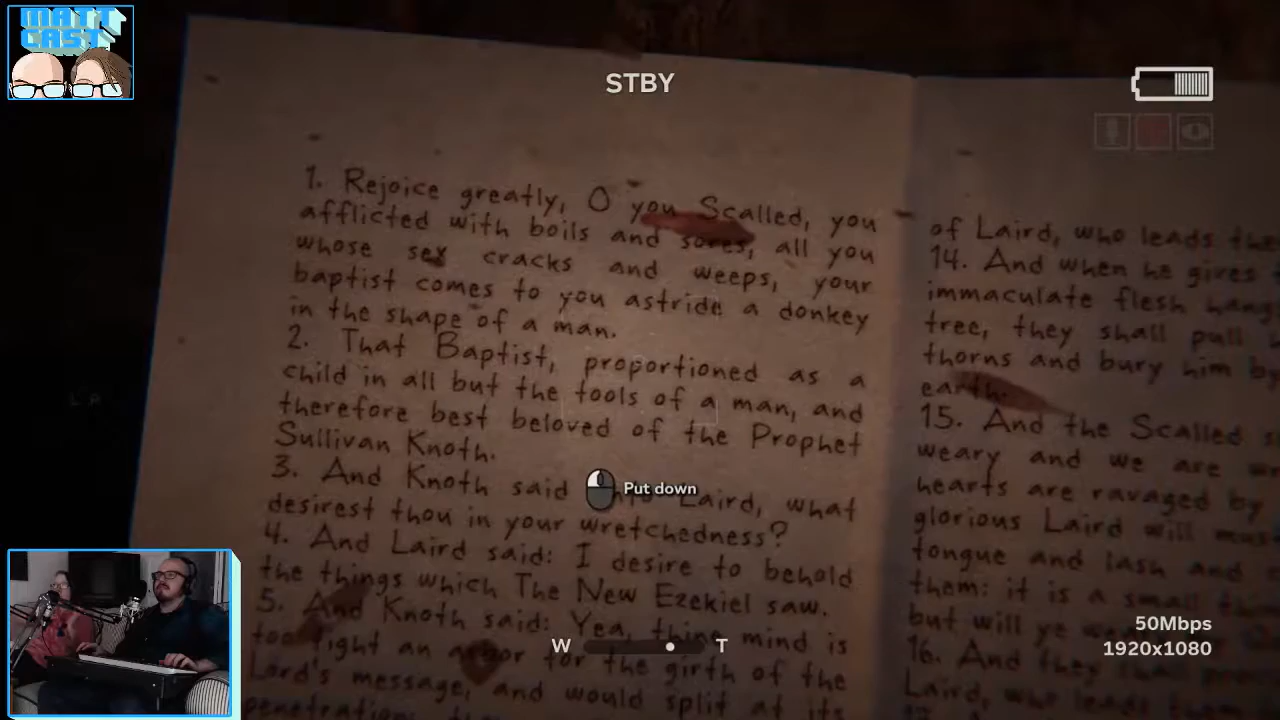 MATT
CAST
STBY
1. Rejoice greatly, O you Scalled, you
afflicted with boils and sores, all you
whose sex cracks and weeps, your
baptist comes to you astride a donkey
in the shape of a man.
2. That Baptist, proportioned as a
child in all but the tools of a man, and
therefore best beloved of the Prophet
Sullivan Knoth.
3. And Knoth said Laird, what
desirest thou in your wretchedness?
4. And Laird said: I desire to behold
the things which The New Ezekiel saw.
5. And Knoth said: Yea, mind is
too tight an for the girth of the
Lord's message, and would split at its
of Laird, who leads
14. And when he gives
immaculate flesh
tree, they shall pull
thorns and bury him
earth.
15. And the Scalled
weary and we are
hearts are ravaged by
glorious Laird will
tongue and lash and
them: it is a small
but will ye
16. And they shall
Laird, who leads
Put down
W T
50Mbps
1920x1080